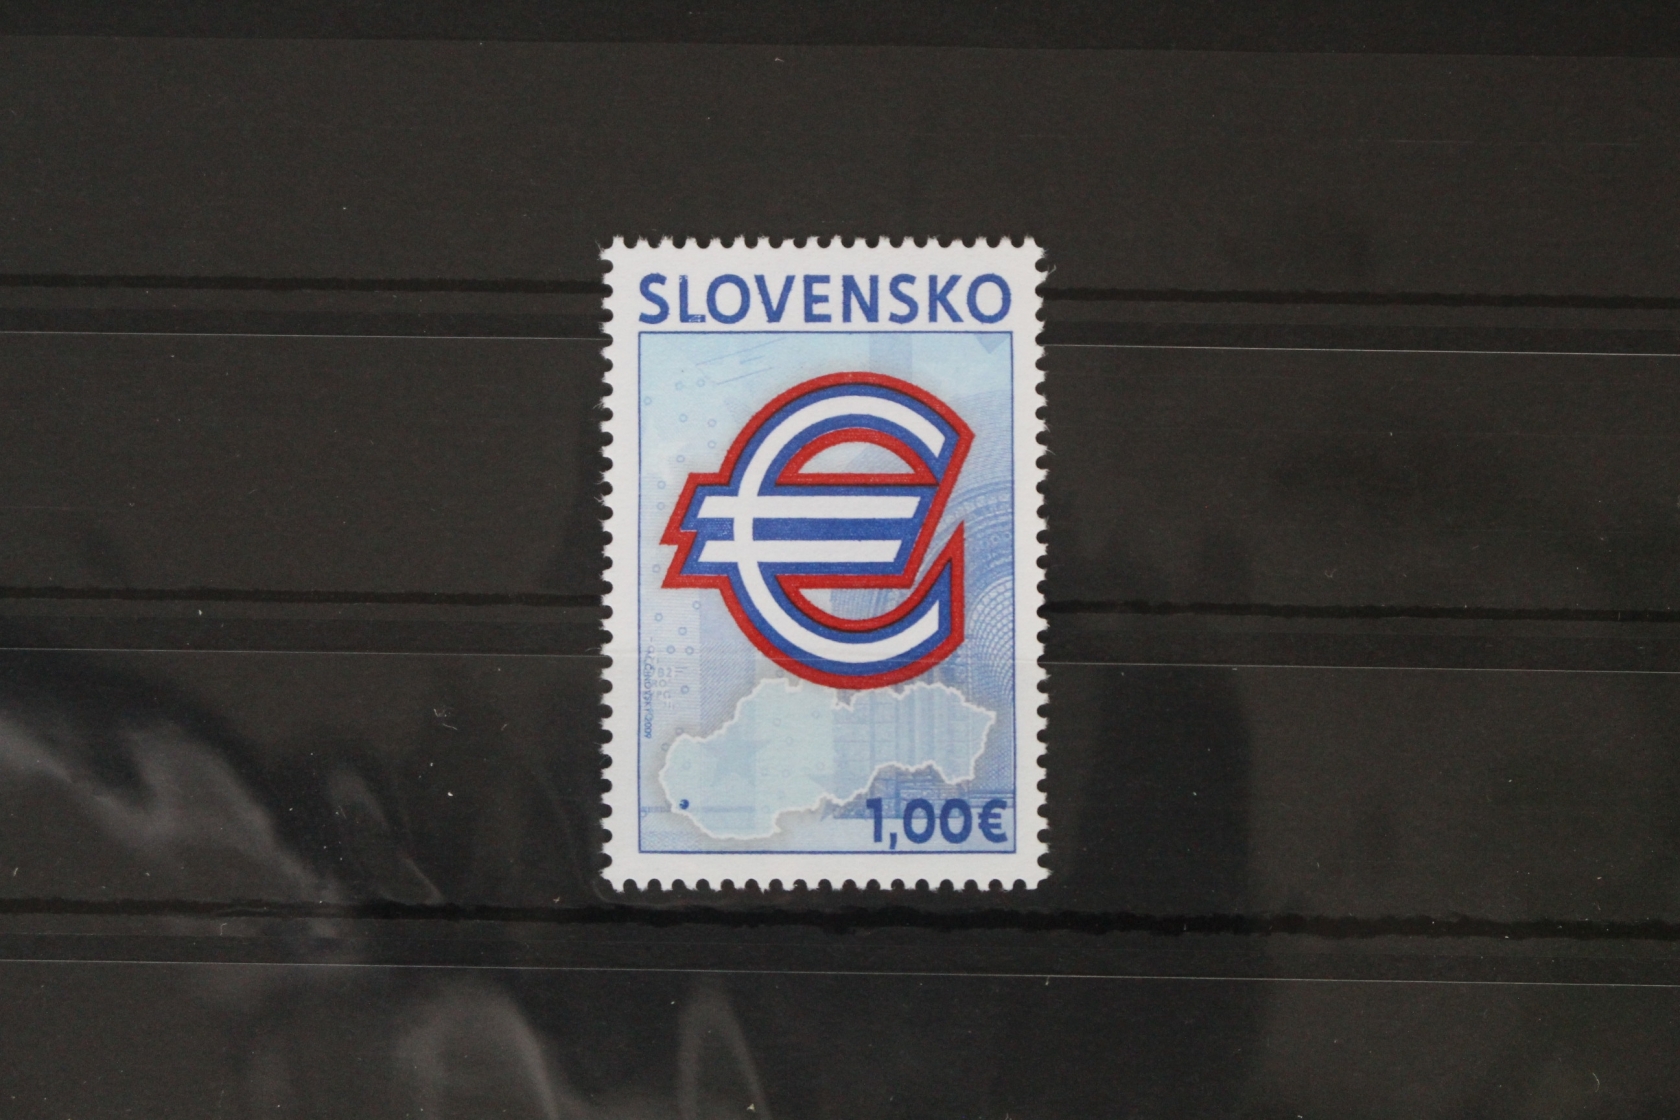 SLOVENSKO
€
1,00€